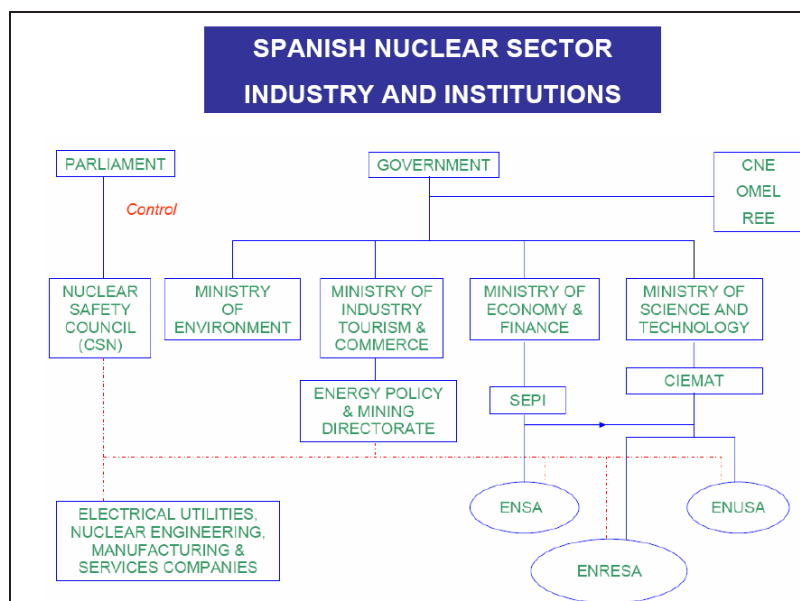 SPANISH NUCLEAR SECTOR
INDUSTRY AND INSTITUTIONS
PARLIAMENT
GOVERNMENT
CNE
OMEL
REE
Control
NUCLEAR
SAFETY
COUNCIL
(CSN)
MINISTRY
OF
ENVIRONMENT
MINISTRY OF
INDUSTRY
TOURISM &
COMMERCE
MINISTRY OF
ECONOMY &
FINANCE
MINISTRY OF
SCIENCE AND
TECHNOLOGY
ENERGY POLICY
& MINING
DIRECTORATE
SEPI
CIEMAT
ELECTRICAL UTILITIES,
NUCLEAR ENGINEERING,
MANUFACTURING &
SERVICES COMPANIES
ENSA
ENUSA
ENRESA